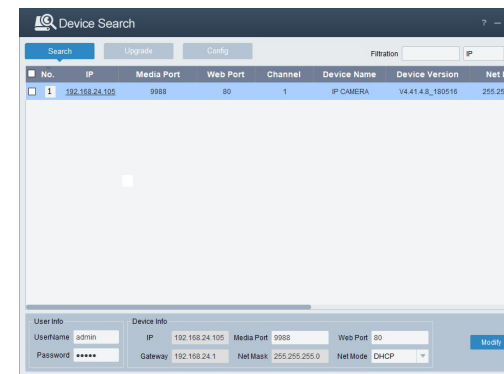 Device Search ? –
Search Upgrade Config Filtration IP
No. IP Media Port Web Port Channel Device Name Device Version Net
1 192.168.24.105 9988 80 1 IP CAMERA V4.41.4.8_180516 255.25
User Info Device Info
UserName admin IP 192.168.24.105 Media Port 9988 Web Port 80
Modify
Password ••••• Gateway 192.168.24.1 Net Mask 255.255.255.0 Net Mode DHCP